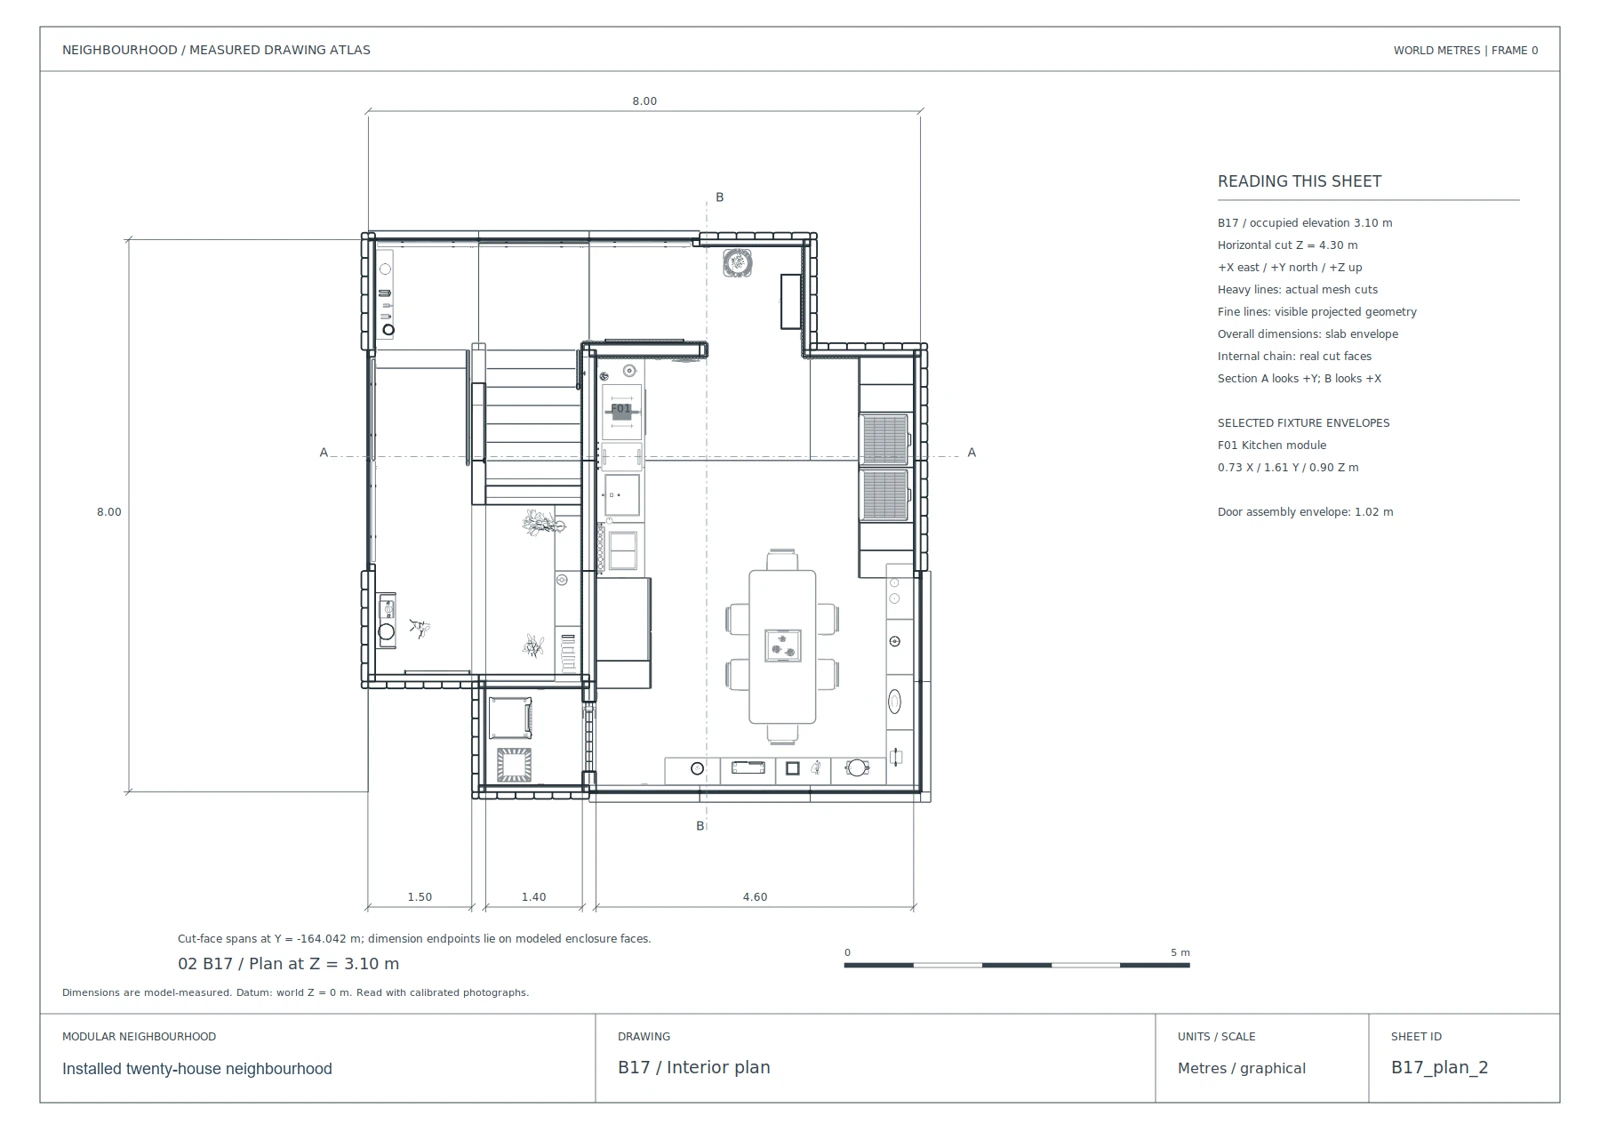 NEIGHBOURHOOD / MEASURED DRAWING ATLAS
WORLD METRES | FRAME 0
8.00
B
READING THIS SHEET
B17 / occupied elevation 3.10 m
Horizontal cut Z = 4.30 m
+X east / +Y north / +Z up
Heavy lines: actual mesh cuts
Fine lines: visible projected geometry
Overall dimensions: slab envelope
Internal chain: real cut faces
Section A looks +Y; B looks +X
SELECTED FIXTURE ENVELOPES
F01 Kitchen module
0.73 X / 1.61 Y / 0.90 Z m
Door assembly envelope: 1.02 m
F01
A
A
8.00
B
1.50
1.40
4.60
Cut-face spans at Y = -164.042 m; dimension endpoints lie on modeled enclosure faces.
02 B17 / Plan at Z = 3.10 m
0
5 m
Dimensions are model-measured. Datum: world Z = 0 m. Read with calibrated photographs.
MODULAR NEIGHBOURHOOD
Installed twenty-house neighbourhood
DRAWING
B17 / Interior plan
UNITS / SCALE
Metres / graphical
SHEET ID
B17_plan_2